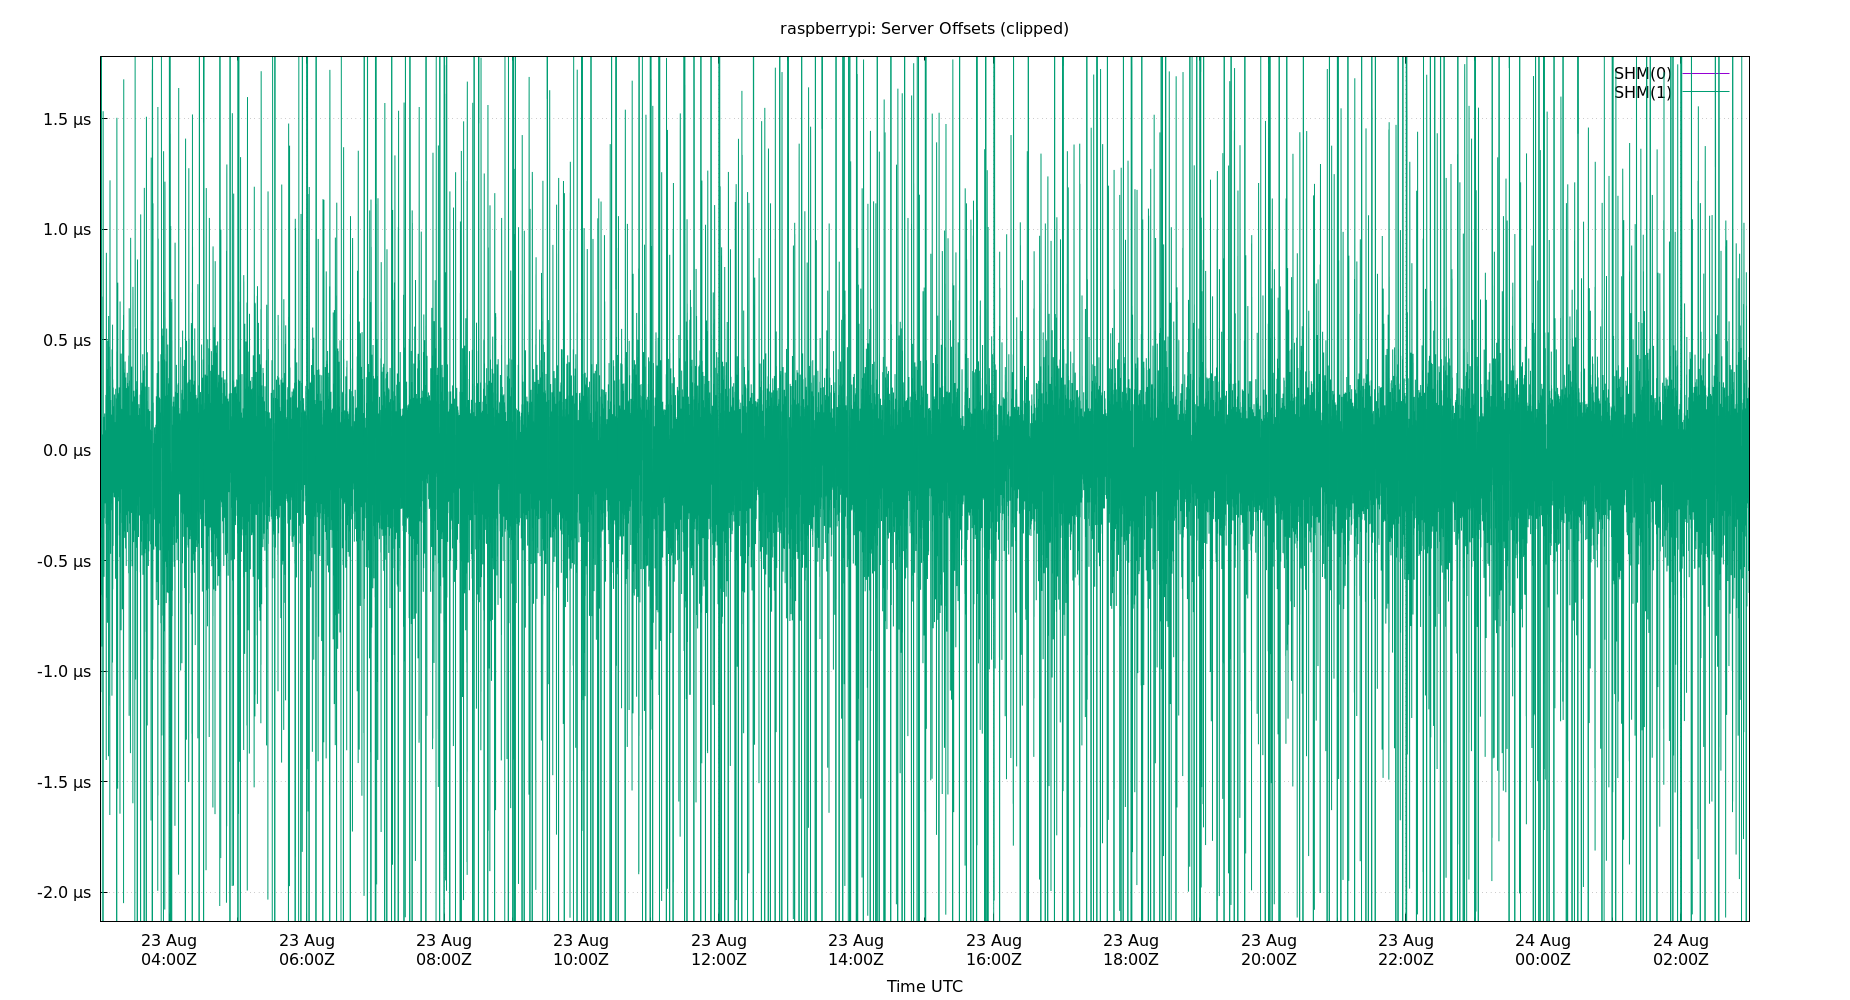 raspberrypi: Server Offsets (clipped)
SHM(0)
SHM(1)
1.5 µs
1.0 µs
0.5 µs
0.0 µs
-0.5 µs
-1.0 µs
-1.5 µs
-2.0 µs
23 Aug 23 Aug 23 Aug 23 Aug 23 Aug 23 Aug 23 Aug 23 Aug 23 Aug 23 Aug 24 Aug 24 Aug
04:00Z 06:00Z 08:00Z 10:00Z 12:00Z 14:00Z 16:00Z 18:00Z 20:00Z 22:00Z 00:00Z 02:00Z
Time UTC